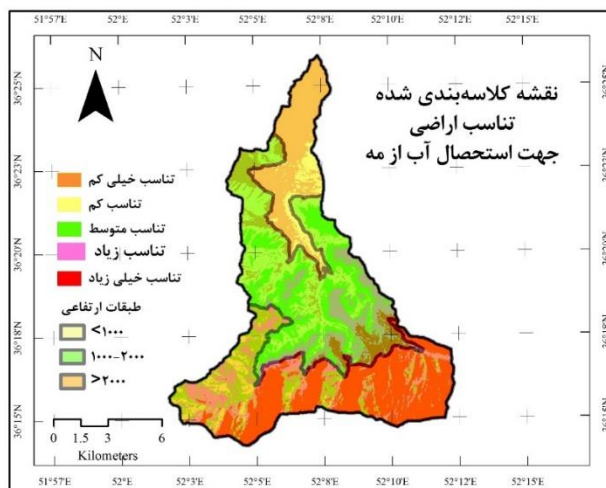 51°57'E 52°E 52°3'E 52°5'E 52°8'E 52°10'E 52°12'E 52°15'E
N
نقشه کلاسه‌بندی شده
تناسب اراضی
جهت استحصال آب از مه
36°25'N
36°23'N
36°20'N
36°18'N
36°15'N
تناسب خیلی کم
تناسب کم
تناسب متوسط
تناسب زیاد
تناسب خیلی زیاد
طبقات ارتفاعی
<۱۰۰۰
۱۰۰۰-۲۰۰۰
>۲۰۰۰
0 1.5 3 6
Kilometers
51°57'E 52°E 52°3'E 52°5'E 52°8'E 52°10'E 52°12'E 52°15'E